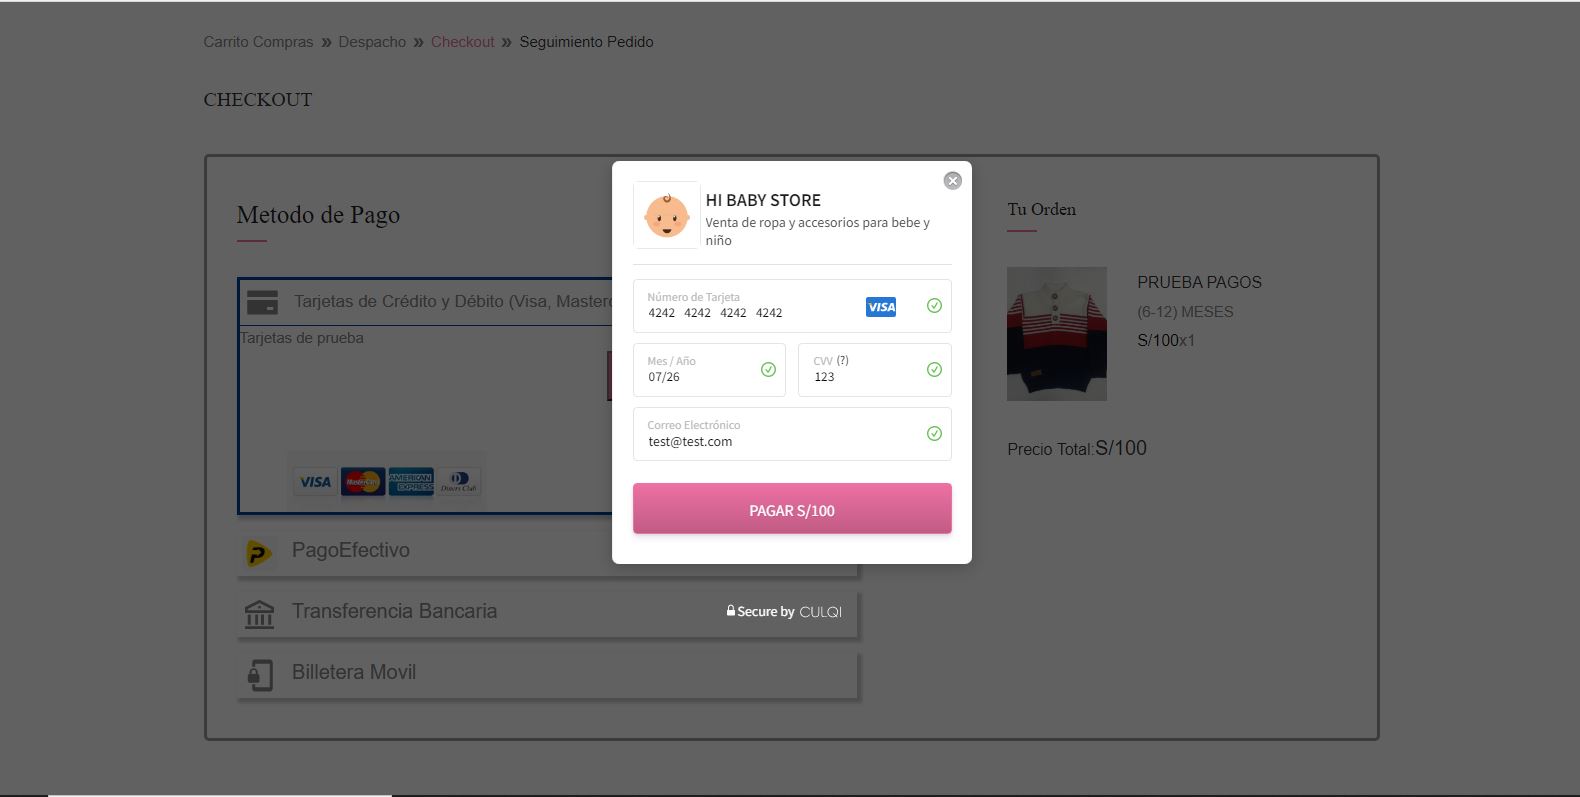 Carrito Compras » Despacho » Checkout » Seguimiento Pedido
CHECKOUT
Metodo de Pago
Tarjetas de Crédito y Débito (Visa, Masterc
Tarjetas de prueba
VISA MasterCard AMERICAN EXPRESS Diners Club
PagoEfectivo
Transferencia Bancaria
Billetera Movil
HI BABY STORE
Venta de ropa y accesorios para bebe y
niño
Número de Tarjeta
4242 4242 4242 4242 VISA
Mes / Año
07/26
CVV (?)
123
Correo Electrónico
test@test.com
PAGAR S/100
Secure by CULQI
Tu Orden
PRUEBA PAGOS
(6-12) MESES
S/100x1
Precio Total:S/100